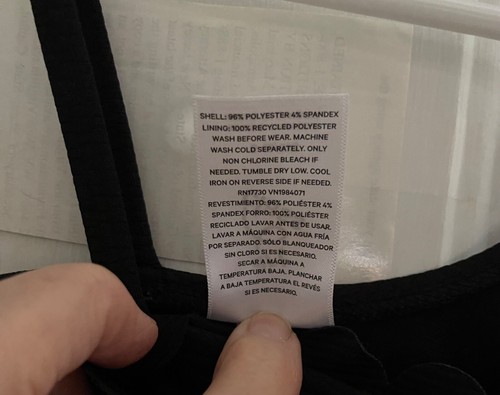 SHELL: 96% POLYESTER 4% SPANDEX
LINING: 100% RECYCLED POLYESTER
WASH BEFORE WEAR. MACHINE
WASH COLD SEPARATELY. ONLY
NON CHLORINE BLEACH IF
NEEDED. TUMBLE DRY LOW. COOL
IRON ON REVERSE SIDE IF NEEDED.
RN17730 VN1984071
REVESTIMIENTO: 96% POLIÉSTER 4%
SPANDEX FORRO: 100% POLIÉSTER
RECICLADO LAVAR ANTES DE USAR.
LAVAR A MÁQUINA CON AGUA FRÍA
POR SEPARADO. SÓLO BLANQUEADOR
SIN CLORO SI ES NECESARIO.
SECAR A MÁQUINA A
TEMPERATURA BAJA. PLANCHAR
A BAJA TEMPERATURA EL REVÉS
SI ES NECESARIO.